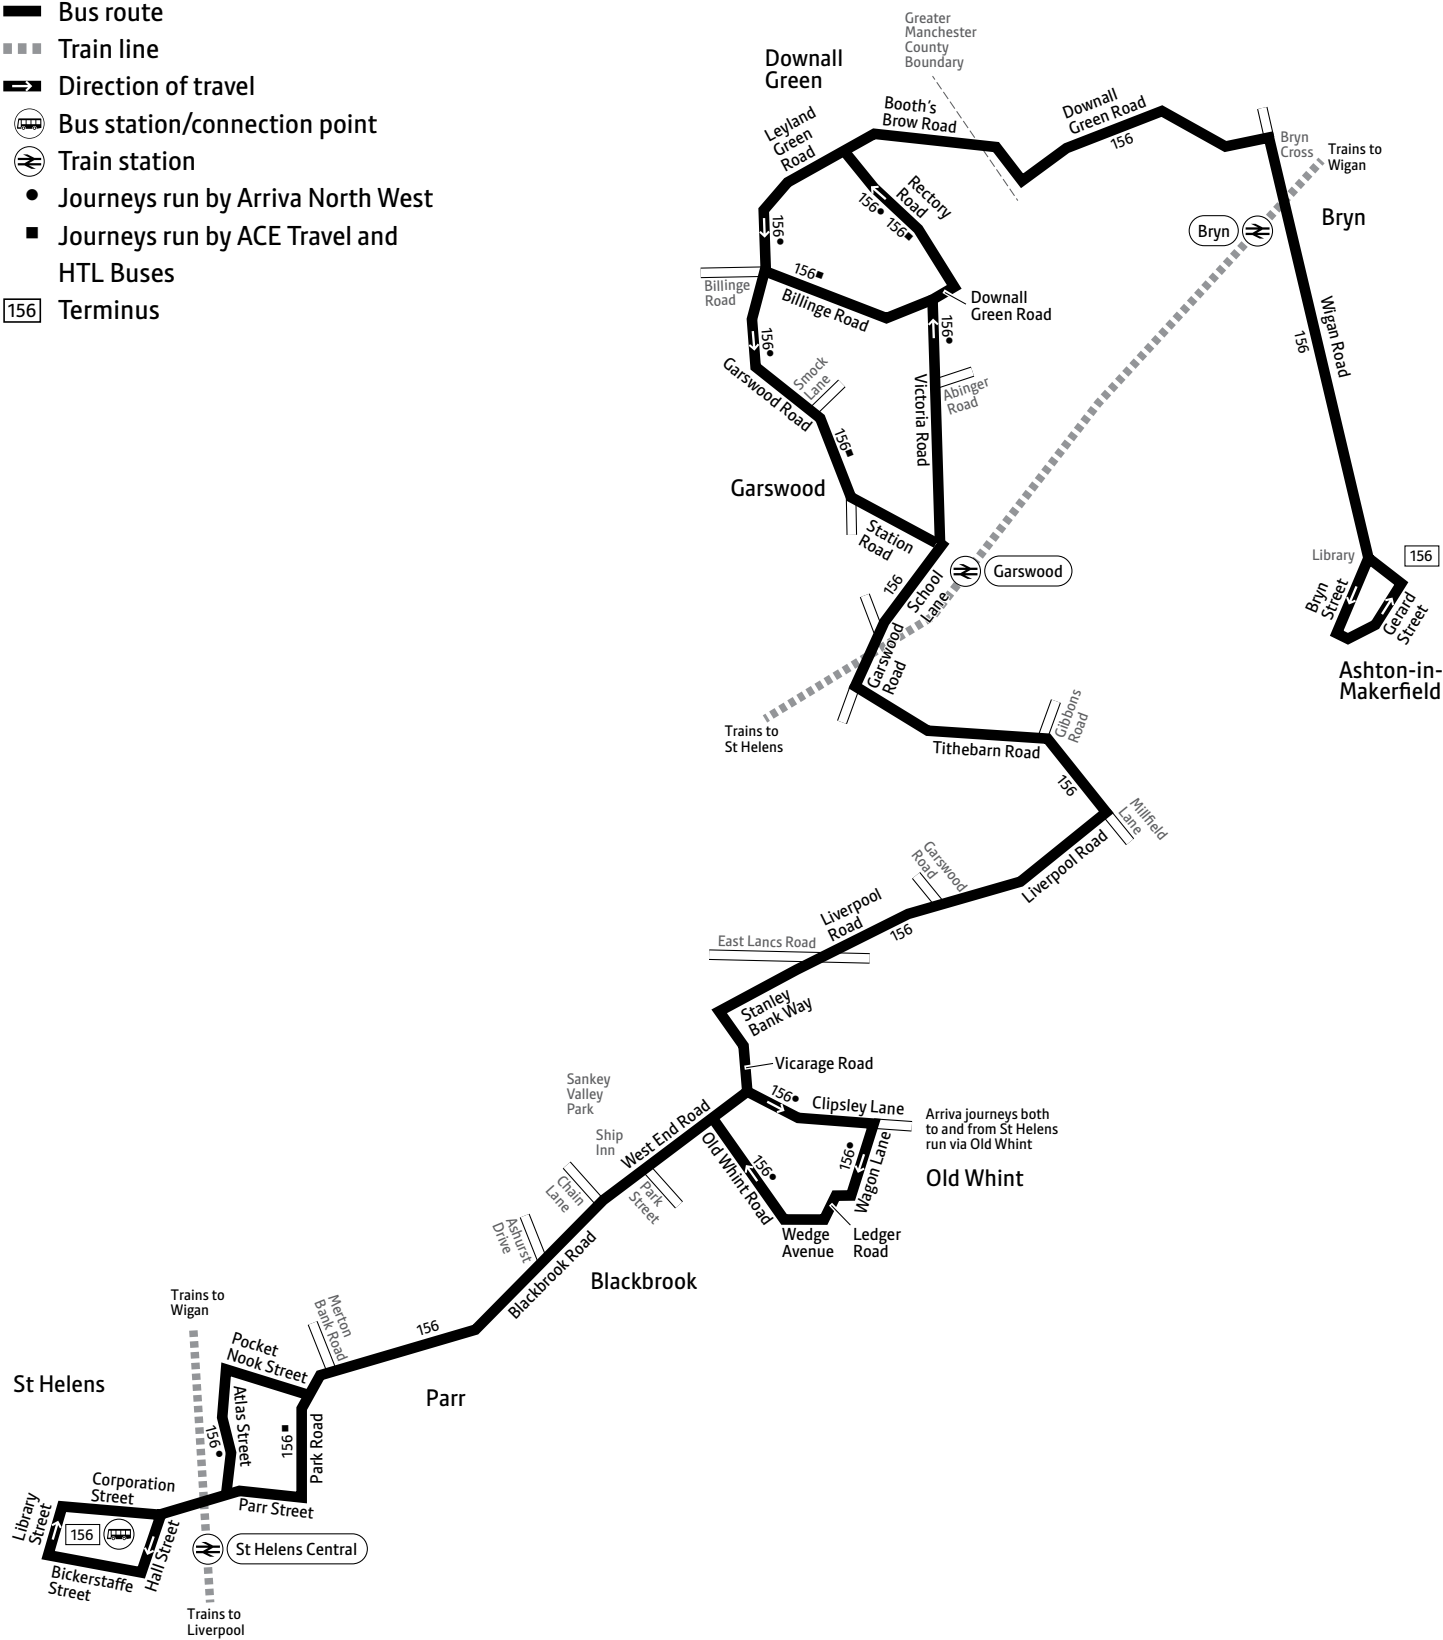 Bus route
Train line
Direction of travel
Bus station/connection point
Train station
Journeys run by Arriva North West
Journeys run by ACE Travel and
HTL Buses
156 Terminus
Greater
Manchester
County
Boundary
Downall
Green
Leyland
Green
Road
Booth's
Brow Road
Downall
Green Road
156
Bryn
Cross
Trains to
Wigan
Bryn
Bryn
Rectory
Road
156
156
156
156
Billinge
Road
Billinge Road
Downall
Green Road
156
156
Garswood Road
Smock
Lane
Victoria Road
Abinger
Road
156
Wigan Road
156
Garswood
Station
Road
156
School
Lane
Garswood
Library
156
Bryn
Street
Gerard
Street
Ashton-in-
Makerfield
Garswood
Road
Trains to
St Helens
Tithebarn Road
Gibbons
Road
156
Millfield
Lane
Liverpool Road
Garswood
Road
Liverpool
Road
156
East Lancs Road
Stanley
Bank Way
Vicarage Road
Sankey
Valley
Park
Ship
Inn
West End Road
156
Clipsley Lane
Arriva journeys both
to and from St Helens
run via Old Whint
Old Whint
156
Wagon Lane
156
Old Whint Road
Wedge
Avenue
Ledger
Road
Park
Street
Chain
Lane
Ashurst
Drive
Blackbrook Road
Blackbrook
Trains to
Wigan
Merton
Bank Road
156
Pocket
Nook Street
St Helens
Atlas Street
156
156
Park Road
Parr
Parr Street
Corporation
Street
Library
Street
156
Hall Street
Bickerstaffe
Street
St Helens Central
Trains to
Liverpool